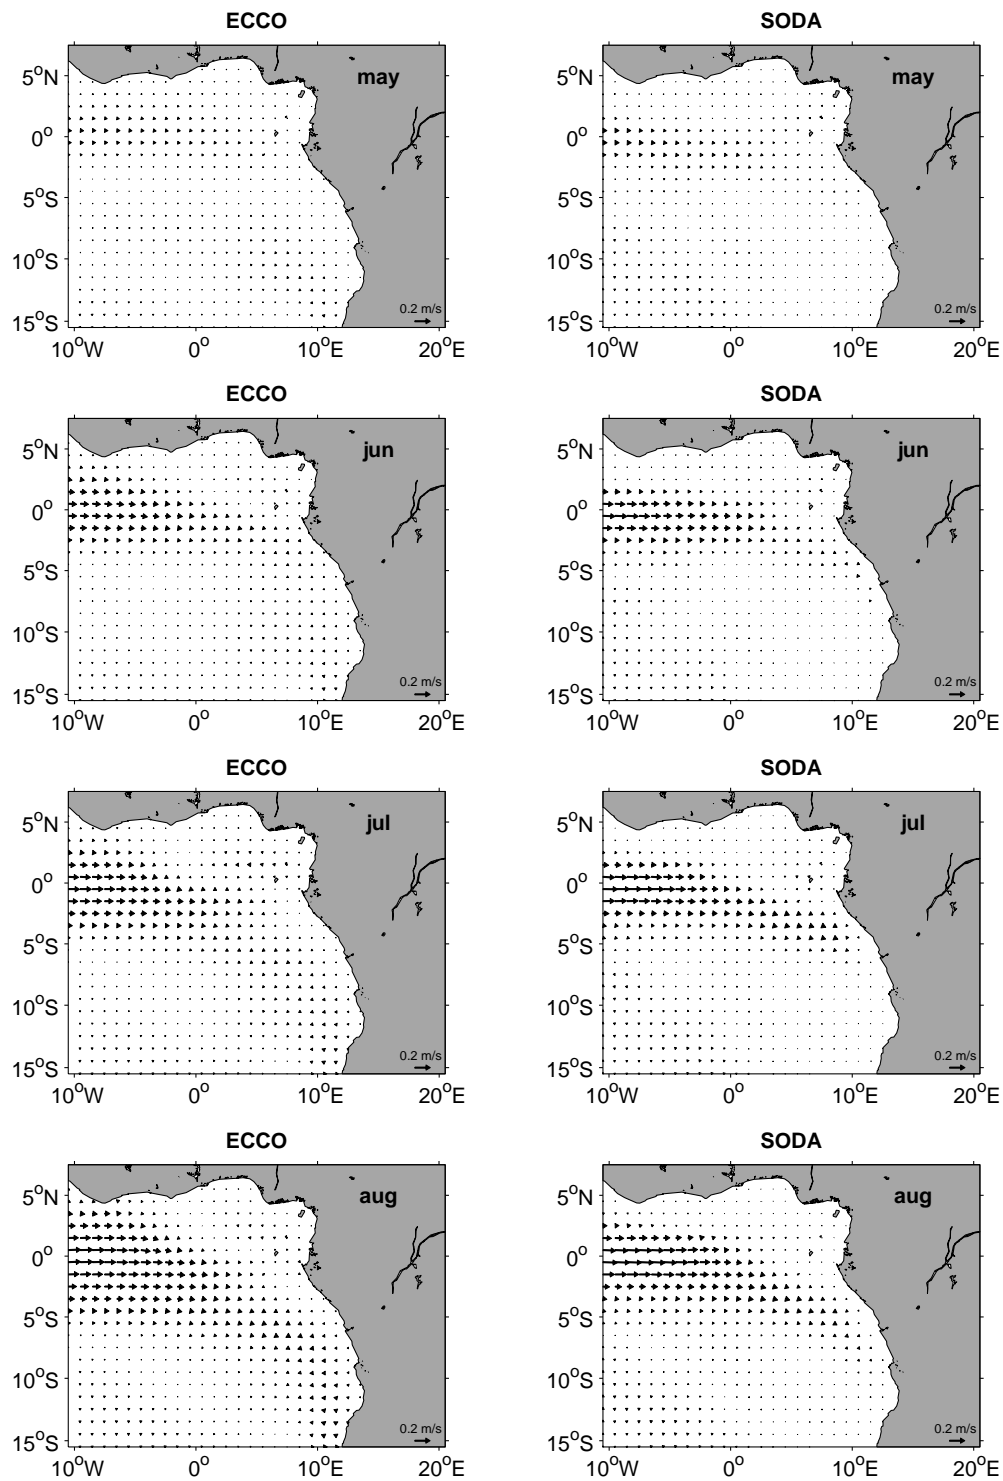 ECCO SODA
5°N may 5°N may
0° 0°
5°S 5°S
10°S 10°S
15°S 0.2 m/s 15°S 0.2 m/s
10°W 0° 10°E 20°E 10°W 0° 10°E 20°E
ECCO SODA
5°N jun 5°N jun
0° 0°
5°S 5°S
10°S 10°S
15°S 0.2 m/s 15°S 0.2 m/s
10°W 0° 10°E 20°E 10°W 0° 10°E 20°E
ECCO SODA
5°N jul 5°N jul
0° 0°
5°S 5°S
10°S 10°S
15°S 0.2 m/s 15°S 0.2 m/s
10°W 0° 10°E 20°E 10°W 0° 10°E 20°E
ECCO SODA
5°N aug 5°N aug
0° 0°
5°S 5°S
10°S 10°S
15°S 0.2 m/s 15°S 0.2 m/s
10°W 0° 10°E 20°E 10°W 0° 10°E 20°E